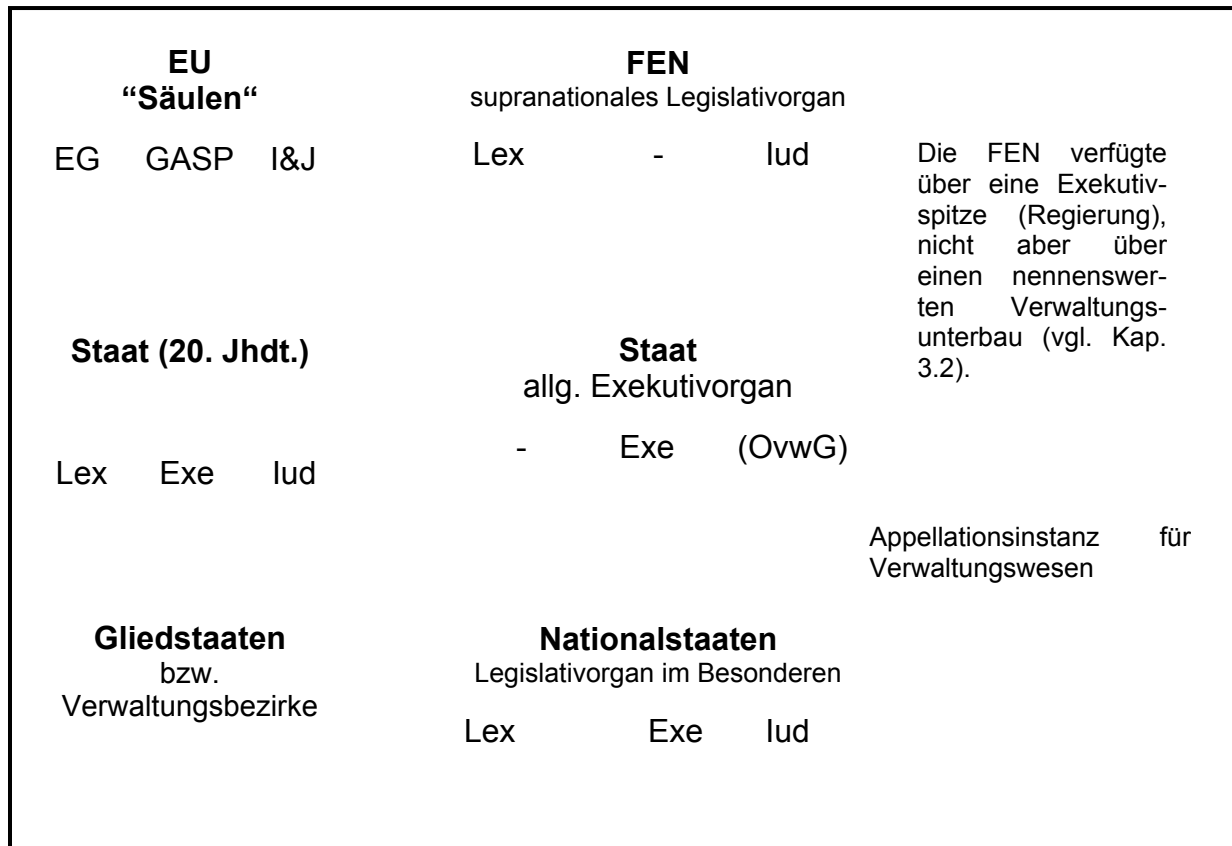 EU
“Säulen“
EG GASP I&J
FEN
supranationales Legislativorgan
Lex - Iud
Die FEN verfügte
über eine Exekutiv-
spitze (Regierung),
nicht aber über
einen nennenswer-
ten Verwaltungs-
unterbau (vgl. Kap.
3.2).
Staat (20. Jhdt.)
Lex Exe Iud
Staat
allg. Exekutivorgan
- Exe (OvwG)
Appellationsinstanz für
Verwaltungswesen
Gliedstaaten
bzw.
Verwaltungsbezirke
Nationalstaaten
Legislativorgan im Besonderen
Lex Exe Iud